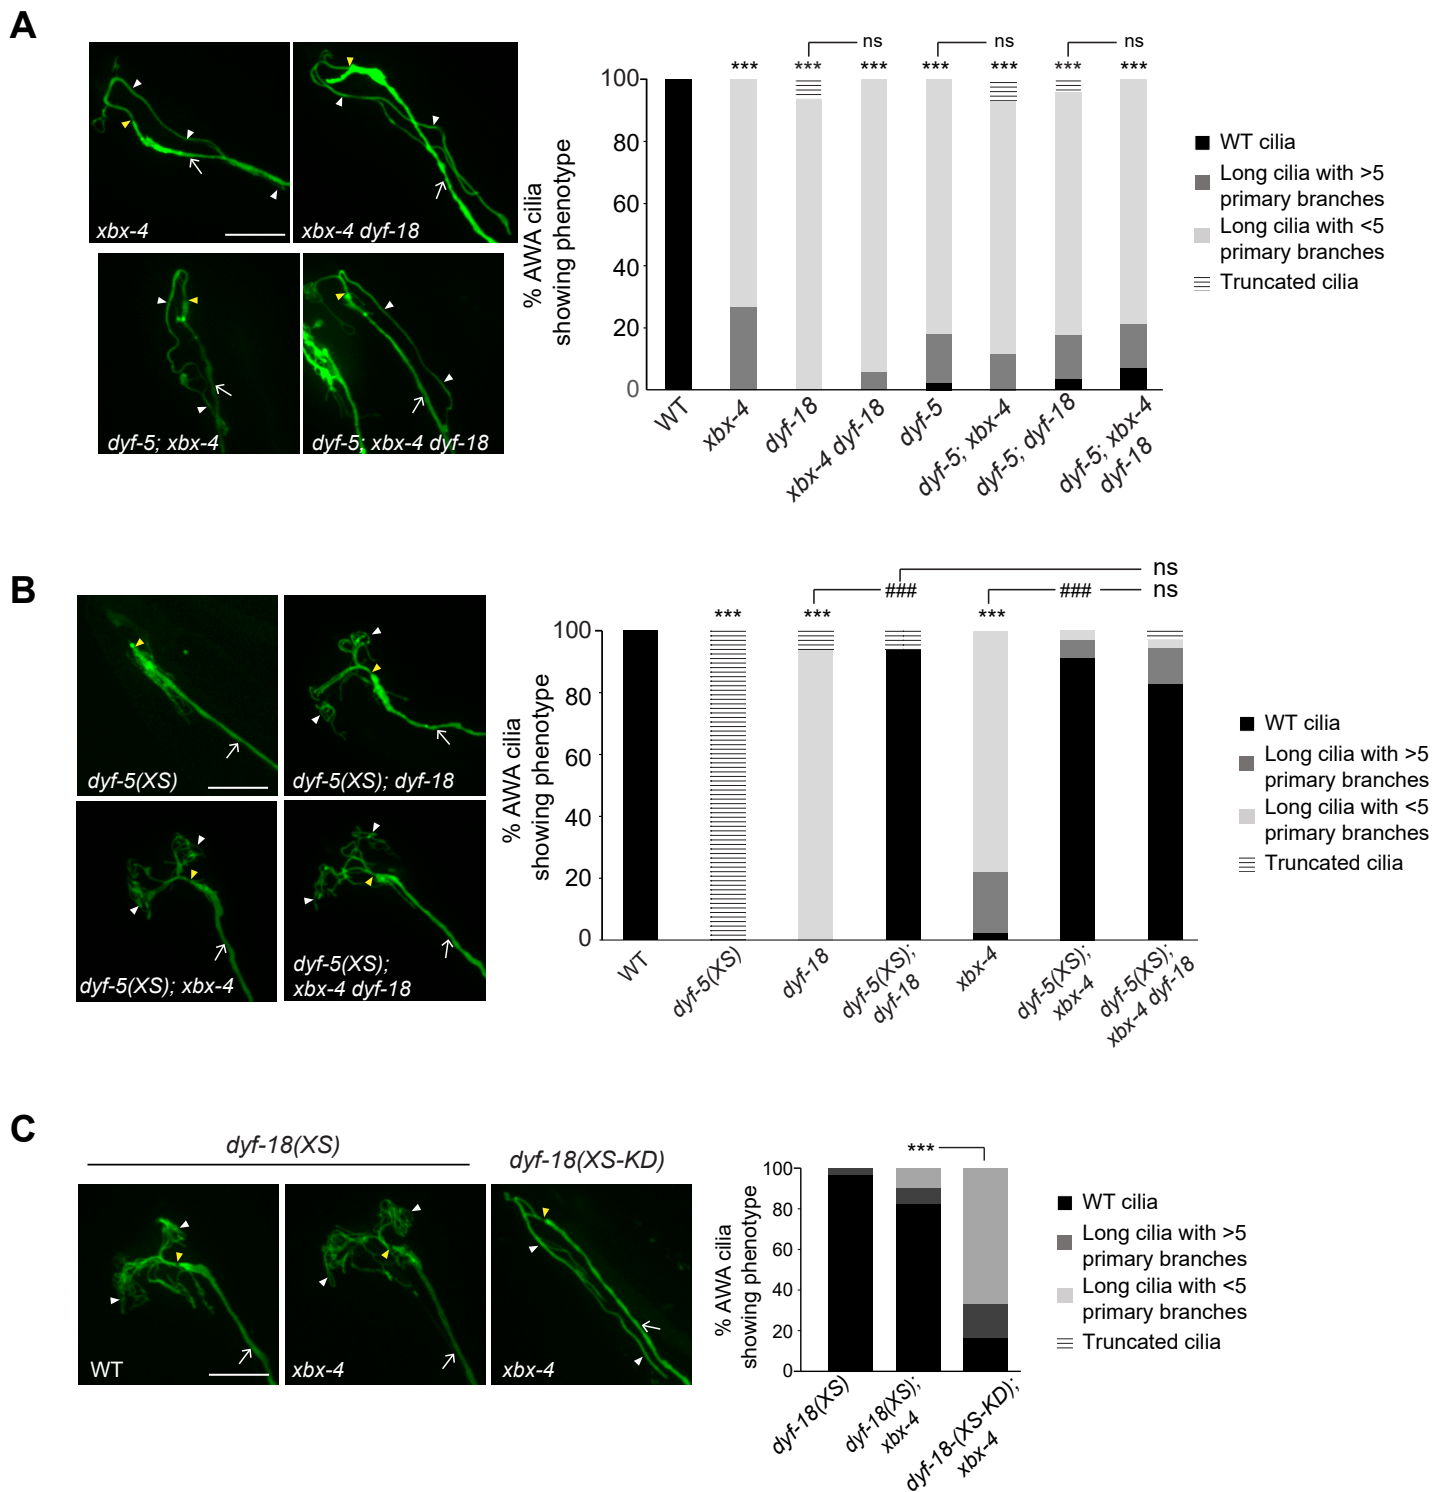 A
xbx-4
xbx-4 dyf-18
dyf-5; xbx-4
dyf-5; xbx-4 dyf-18
% AWA cilia
showing phenotype
100
80
60
40
20
0
ns
ns
ns
***
***
***
***
***
***
***
WT
xbx-4
dyf-18
xbx-4 dyf-18
dyf-5
dyf-5; xbx-4
dyf-5; dyf-18
dyf-5; xbx-4
dyf-18
WT cilia
Long cilia with >5
primary branches
Long cilia with <5
primary branches
Truncated cilia
B
dyf-5(XS)
dyf-5(XS); dyf-18
dyf-5(XS); xbx-4
dyf-5(XS);
xbx-4 dyf-18
% AWA cilia
showing phenotype
100
80
60
40
20
0
ns
### ### ns
***
***
***
WT
dyf-5(XS)
dyf-18
dyf-5(XS);
dyf-18
xbx-4
dyf-5(XS);
xbx-4
dyf-5(XS);
xbx-4 dyf-18
WT cilia
Long cilia with >5
primary branches
Long cilia with <5
primary branches
Truncated cilia
C
dyf-18(XS)
dyf-18(XS-KD)
WT
xbx-4
xbx-4
% AWA cilia
showing phenotype
100
80
60
40
20
0
***
dyf-18(XS)
dyf-18(XS);
xbx-4
dyf-18-(XS-KD);
xbx-4
WT cilia
Long cilia with >5
primary branches
Long cilia with <5
primary branches
Truncated cilia